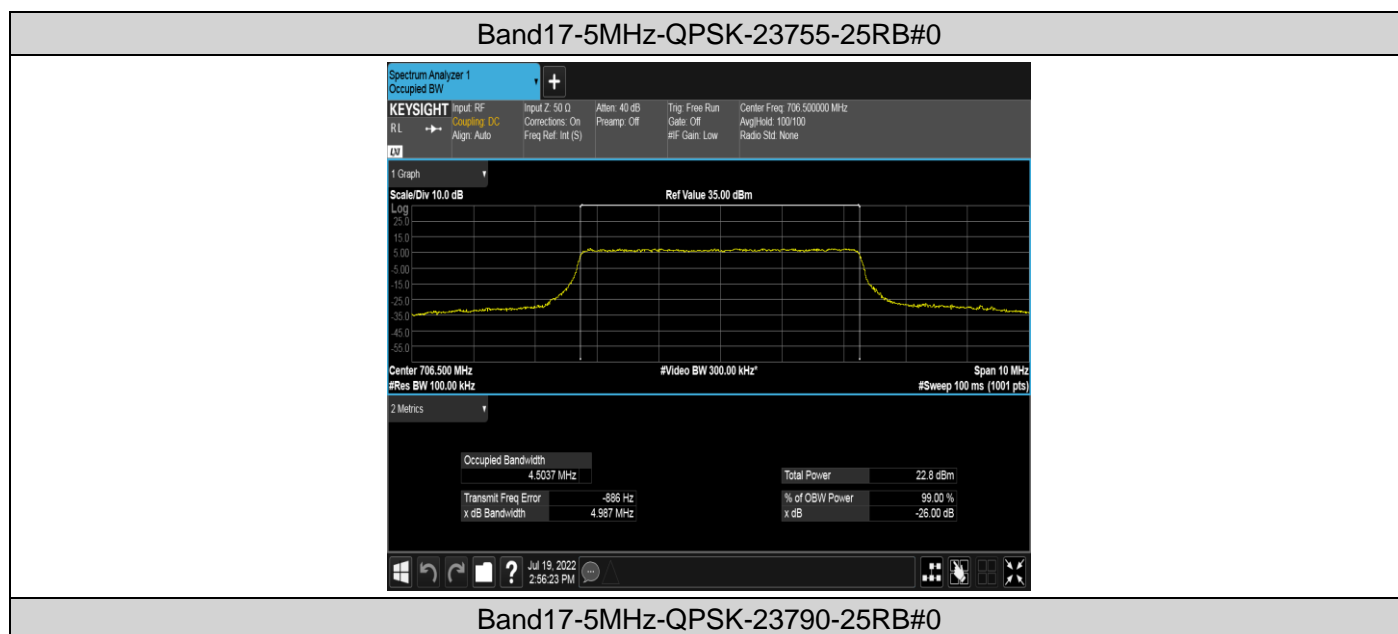 Band17-5MHz-QPSK-23755-25RB#0
Spectrum Analyzer 1
Occupied BW
KEYSIGHT
RL
LXI
Input: RF
Coupling: DC
Align: Auto
Input Z: 50 Ω
Corrections: On
Freq Ref: Int (S)
Atten: 40 dB
Preamp: Off
Trig: Free Run
Gate: Off
#IF Gain: Low
Center Freq: 706.500000 MHz
Avg|Hold: 100/100
Radio Std: None
1 Graph
Scale/Div 10.0 dB
Ref Value 35.00 dBm
Log
25.0
15.0
5.00
-5.00
-15.0
-25.0
-35.0
-45.0
-55.0
Center 706.500 MHz
#Video BW 300.00 kHz*
Span 10 MHz
#Res BW 100.00 kHz
#Sweep 100 ms (1001 pts)
2 Metrics
Occupied Bandwidth
4.5037 MHz
Total Power 22.8 dBm
Transmit Freq Error -886 Hz
% of OBW Power 99.00 %
x dB Bandwidth 4.987 MHz
x dB -26.00 dB
?
Jul 19, 2022
2:56:23 PM
Band17-5MHz-QPSK-23790-25RB#0